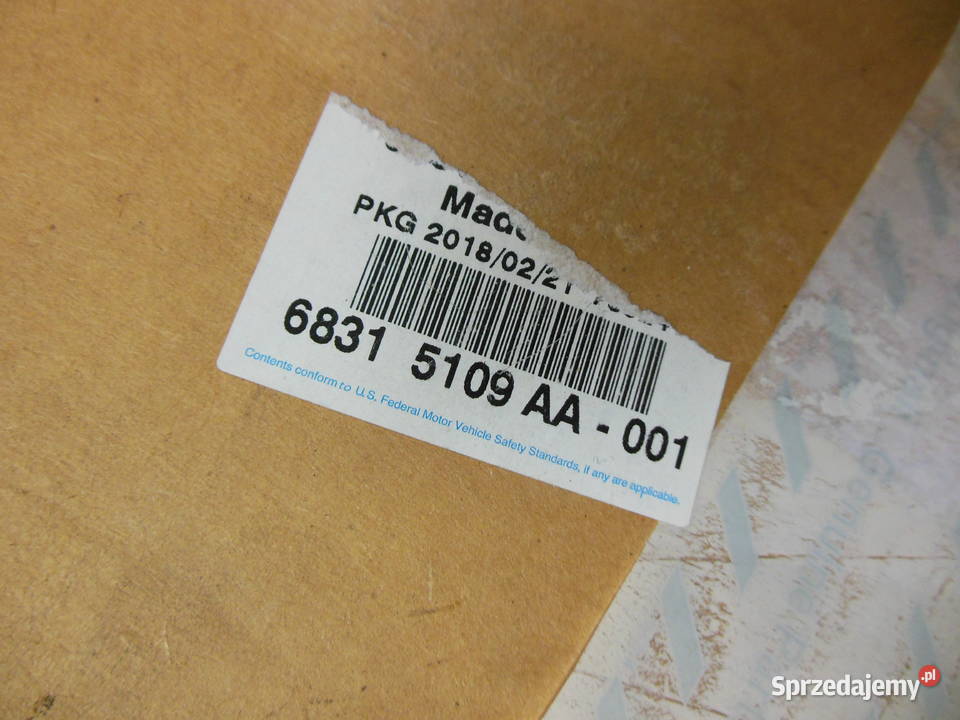 Made
PKG 2018/02/21
6831 5109 AA - 001
Contents conform to U.S. Federal Motor Vehicle Safety Standards, if any are applicable.
Sprzedajemy.pl